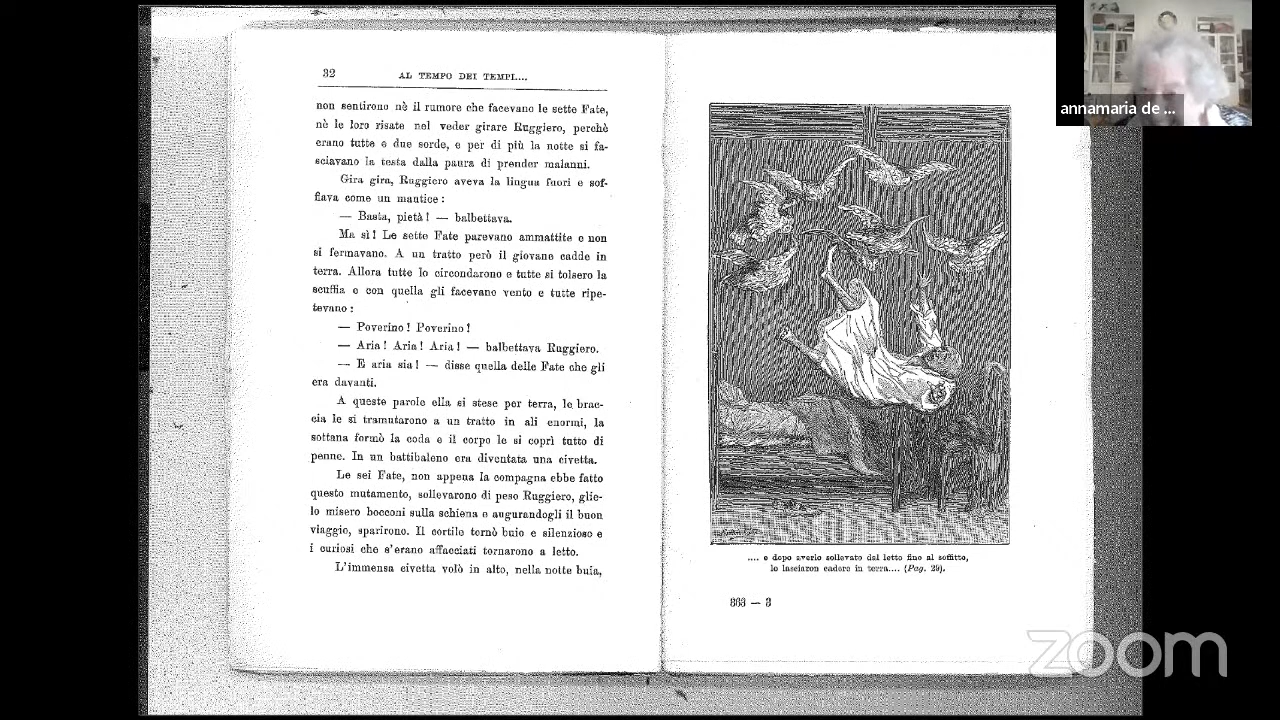 32 AL TEMPO DEI TEMPI...
non sentirono nè il rumore che facevano le sette Fate,
nè le loro risate nel veder girare Ruggiero, perchè
erano tutte e due sorde, e per di più la notte si fa-
sciavano la testa dalla paura di prender malanni.
Gira gira, Ruggiero aveva la lingua fuori e sof-
fiava come un mantice:
— Basta, pietà! — balbettava.
Ma sì! Le sette Fate parevano ammattite e non
si fermavano. A un tratto però il giovane cadde in
terra. Allora tutte lo circondarono e tutte si tolsero la
scuffia e con quella gli facevano vento e tutte ripe-
tevano:
— Poverino! Poverino!
— Aria! Aria! Aria! — balbettava Ruggiero.
— E aria sia! — disse quella delle Fate che gli
era davanti.
A queste parole ella si stese per terra, le brac-
cia le si tramutarono a un tratto in ali enormi, la
sottana formò la coda e il corpo le si coprì tutto di
penne. In un battibaleno era diventata una civetta.
Le sei Fate, non appena la compagna ebbe fatto
questo mutamento, sollevarono di peso Ruggiero, glie-
lo misero bocconi sulla schiena e augurandogli il buon
viaggio, sparirono. Il cortile tornò buio e silenzioso e
i curiosi che s'erano affacciati tornarono a letto.
L'immensa civetta volò in alto, nella notte buia,
.... e dopo averlo sollevato dal letto fino al soffitto,
lo lasciaron cadere in terra.... (Pag. 29).
363 — 3
annamaria de ...
zoom